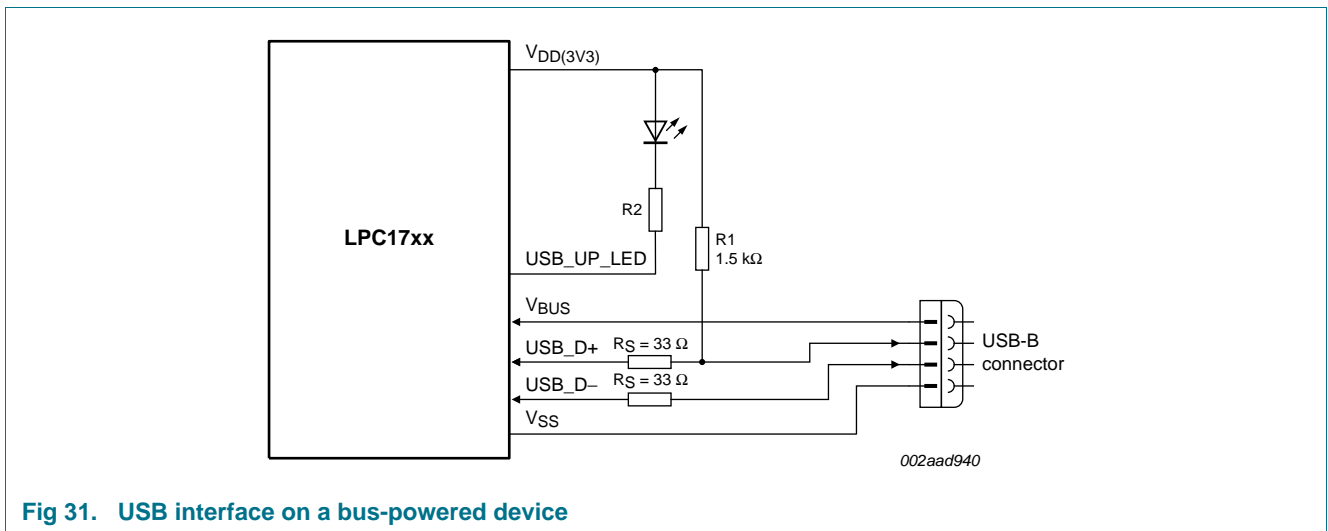 VDD(3V3)
R2
LPC17xx
R1
1.5 kΩ
USB_UP_LED
VBUS
USB-B
connector
USB_D+
RS = 33 Ω
USB_D−
RS = 33 Ω
VSS
002aad940
Fig 31. USB interface on a bus-powered device